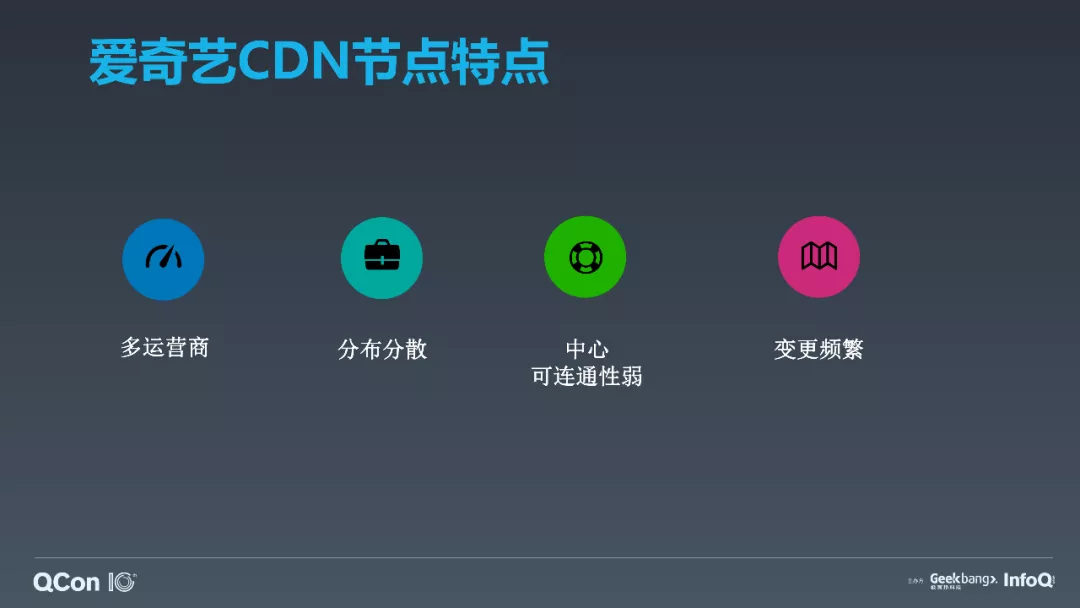 爱奇艺CDN节点特点
多运营商
分布分散
中心
可连通性弱
变更频繁
QCon 10th
主办方 Geekbang>. InfoQ
极客邦科技